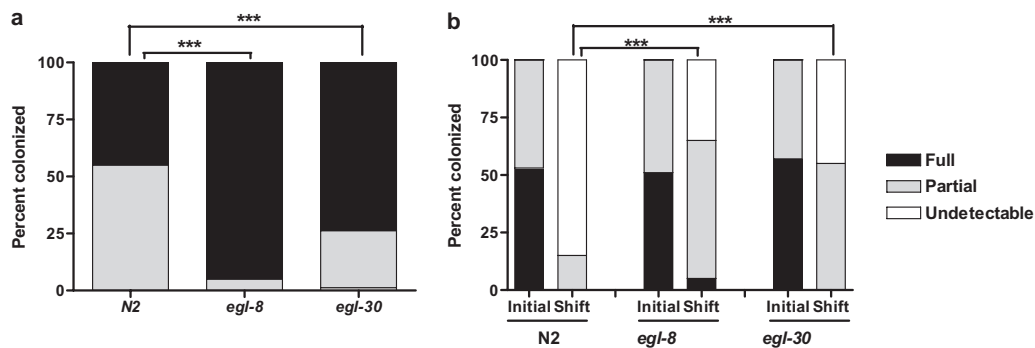 a
***
***
Percent colonized
100
75
50
25
0
N2
egl-8
egl-30
b
***
***
Percent colonized
100
75
50
25
0
Initial Shift
Initial Shift
Initial Shift
N2
egl-8
egl-30
Full
Partial
Undetectable